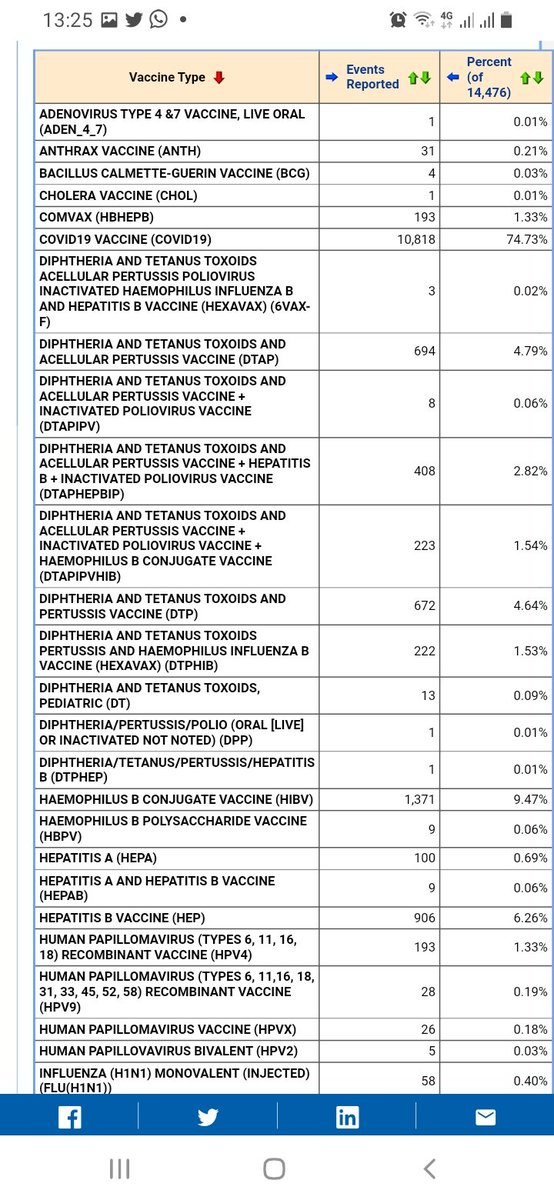 13:25
4G
Vaccine Type
Events
Reported
Percent
(of
14,476)
ADENOVIRUS TYPE 4 &7 VACCINE, LIVE ORAL
(ADEN_4_7)
1
0.01%
ANTHRAX VACCINE (ANTH)
31
0.21%
BACILLUS CALMETTE-GUERIN VACCINE (BCG)
4
0.03%
CHOLERA VACCINE (CHOL)
1
0.01%
COMVAX (HBHEPB)
193
1.33%
COVID19 VACCINE (COVID19)
10,818
74.73%
DIPHTHERIA AND TETANUS TOXOIDS
ACELLULAR PERTUSSIS POLIOVIRUS
INACTIVATED HAEMOPHILUS INFLUENZA B
AND HEPATITIS B VACCINE (HEXAVAX) (6VAX-
F)
3
0.02%
DIPHTHERIA AND TETANUS TOXOIDS AND
ACELLULAR PERTUSSIS VACCINE (DTAP)
694
4.79%
DIPHTHERIA AND TETANUS TOXOIDS AND
ACELLULAR PERTUSSIS VACCINE +
INACTIVATED POLIOVIRUS VACCINE
(DTAPIPV)
8
0.06%
DIPHTHERIA AND TETANUS TOXOIDS AND
ACELLULAR PERTUSSIS VACCINE + HEPATITIS
B + INACTIVATED POLIOVIRUS VACCINE
(DTAPHEPBIP)
408
2.82%
DIPHTHERIA AND TETANUS TOXOIDS AND
ACELLULAR PERTUSSIS VACCINE +
INACTIVATED POLIOVIRUS VACCINE +
HAEMOPHILUS B CONJUGATE VACCINE
(DTAPIPVHIB)
223
1.54%
DIPHTHERIA AND TETANUS TOXOIDS AND
PERTUSSIS VACCINE (DTP)
672
4.64%
DIPHTHERIA AND TETANUS TOXOIDS
PERTUSSIS AND HAEMOPHILUS INFLUENZA B
VACCINE (HEXAVAX) (DTPHIB)
222
1.53%
DIPHTHERIA AND TETANUS TOXOIDS,
PEDIATRIC (DT)
13
0.09%
DIPHTHERIA/PERTUSSIS/POLIO (ORAL [LIVE]
OR INACTIVATED NOT NOTED) (DPP)
1
0.01%
DIPHTHERIA/TETANUS/PERTUSSIS/HEPATITIS
B (DTPHEP)
1
0.01%
HAEMOPHILUS B CONJUGATE VACCINE (HIBV)
1,371
9.47%
HAEMOPHILUS B POLYSACCHARIDE VACCINE
(HBPV)
9
0.06%
HEPATITIS A (HEPA)
100
0.69%
HEPATITIS A AND HEPATITIS B VACCINE
(HEPAB)
9
0.06%
HEPATITIS B VACCINE (HEP)
906
6.26%
HUMAN PAPILLOMAVIRUS (TYPES 6, 11, 16,
18) RECOMBINANT VACCINE (HPV4)
193
1.33%
HUMAN PAPILLOMAVIRUS (TYPES 6, 11,16, 18,
31, 33, 45, 52, 58) RECOMBINANT VACCINE
(HPV9)
28
0.19%
HUMAN PAPILLOMAVIRUS VACCINE (HPVX)
26
0.18%
HUMAN PAPILLOVAVIRUS BIVALENT (HPV2)
5
0.03%
INFLUENZA (H1N1) MONOVALENT (INJECTED)
(FLU(H1N1))
58
0.40%